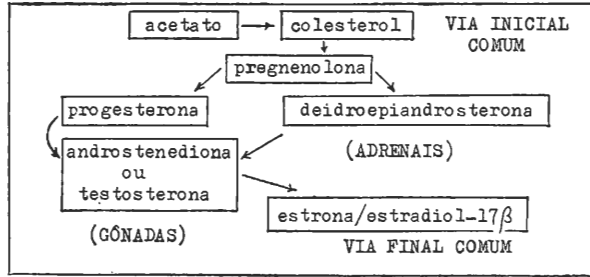 acetato colesterol VIA INICIAL
COMUM
pregnenolona
progesterona deidroepiandrosterona
androstenediona (ADRENAIS)
ou
testosterona
estrona/estradiol-17β
(GÔNADAS) VIA FINAL COMUM